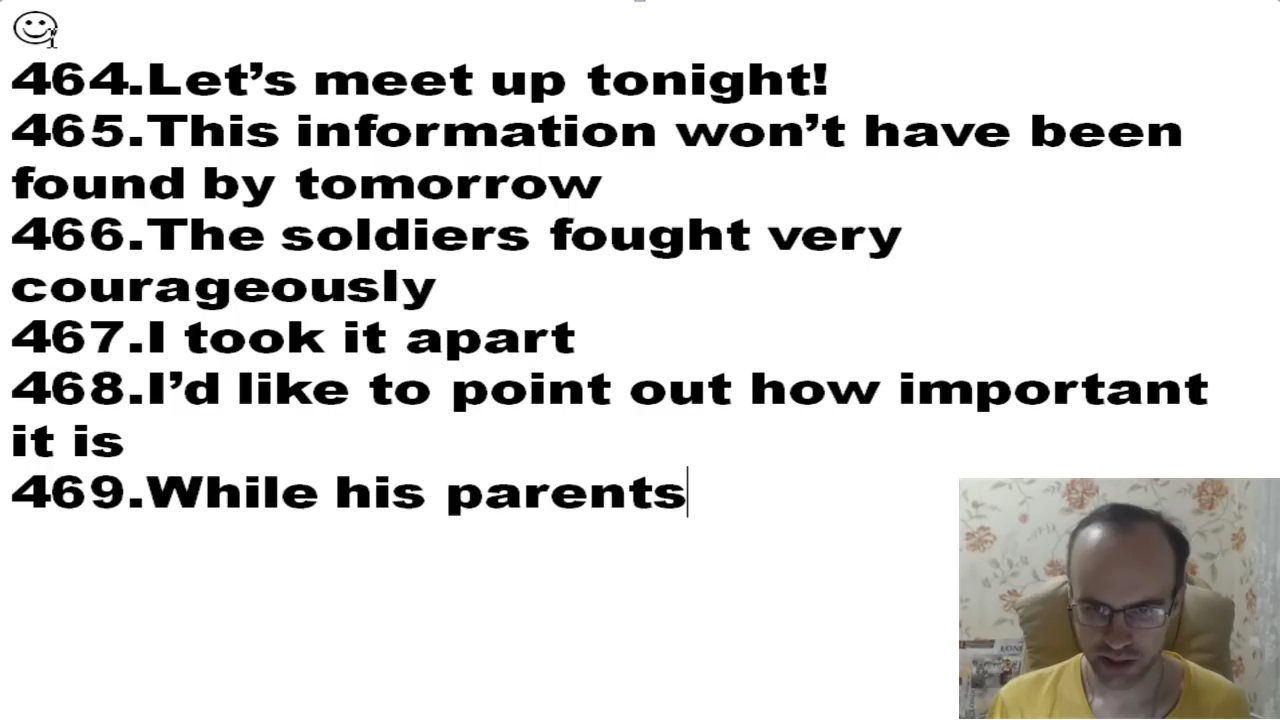 464.Let’s meet up tonight!
465.This information won’t have been
found by tomorrow
466.The soldiers fought very
courageously
467.I took it apart
468.I’d like to point out how important
it is
469.While his parents